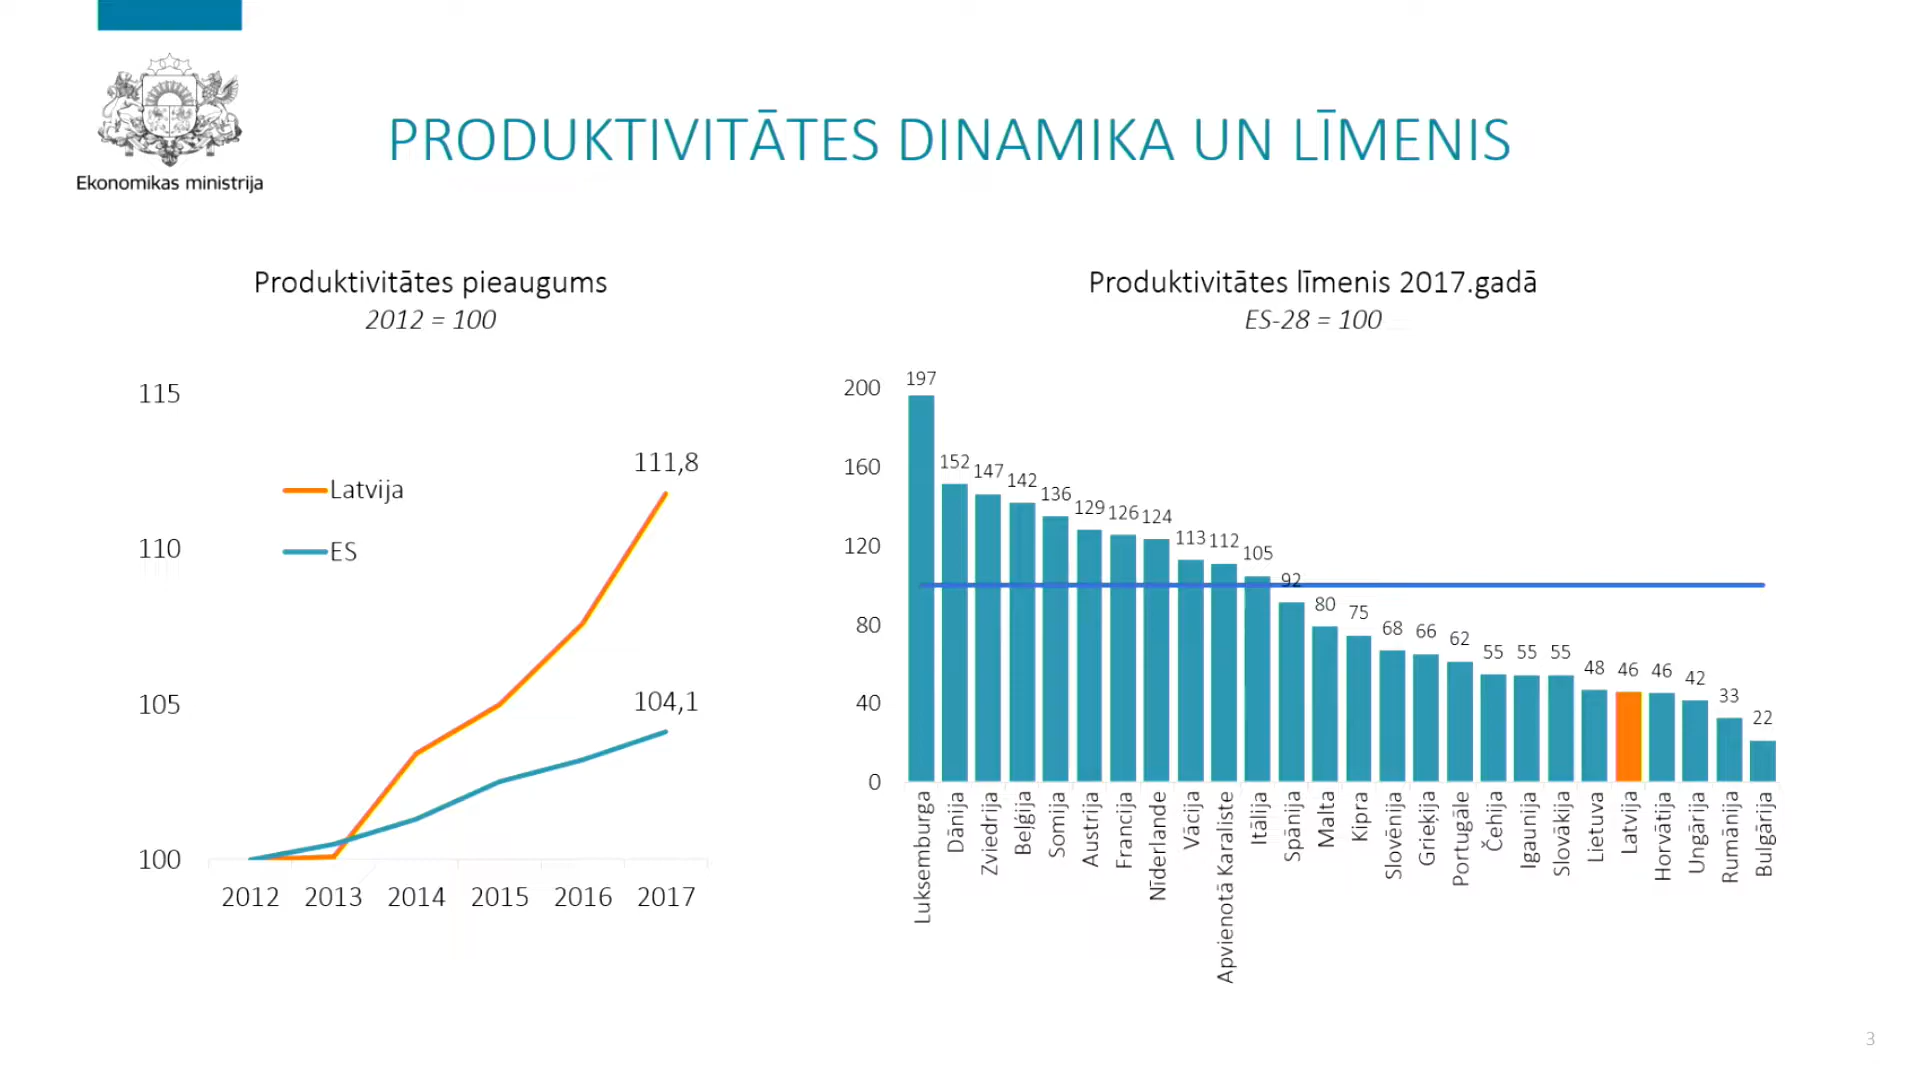 Ekonomikas ministrija
PRODUKTIVITĀTES DINAMIKA UN LĪMENIS
Produktivitātes pieaugums
2012 = 100
115
110
105
100
Latvija
ES
111,8
104,1
2012 2013 2014 2015 2016 2017
Produktivitātes līmenis 2017.gadā
ES-28 = 100
200
160
120
80
40
0
197 152 147 142 136 129 126 124 113 112 105 92 80 75 68 66 62 55 55 55 48 46 46 42 33 22
Luksemburga
Dānija
Zviedrija
Beļģija
Somija
Austrija
Francija
Nīderlande
Vācija
Apvienotā Karaliste
Itālija
Spānija
Malta
Kipra
Slovēnija
Grieķija
Portugāle
Čehija
Igaunija
Slovākija
Lietuva
Latvija
Horvātija
Ungārija
Rumānija
Bulgārija
3